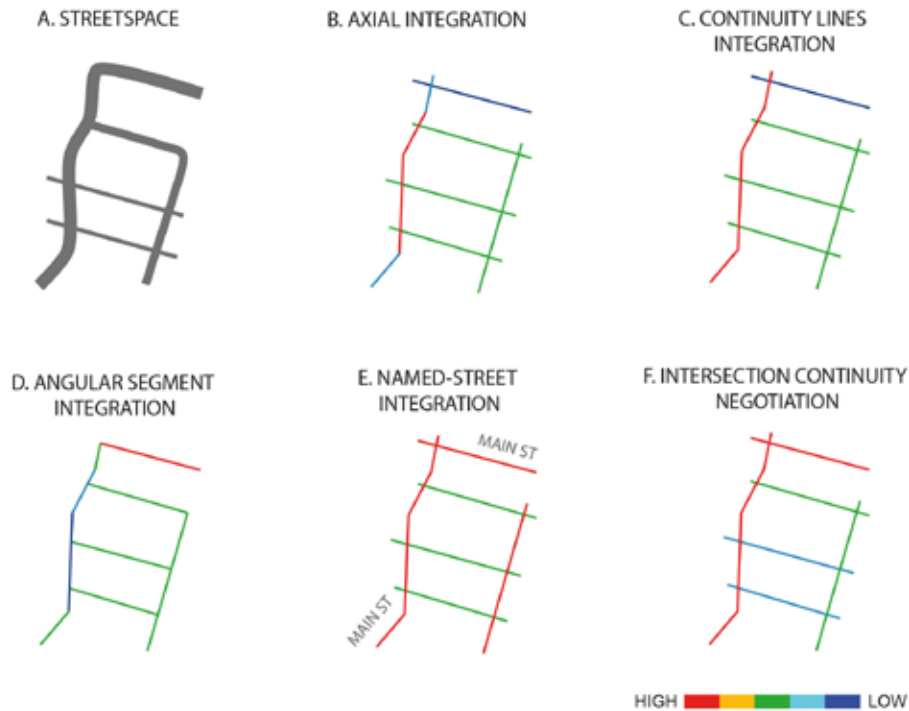 A. STREETSPACE
B. AXIAL INTEGRATION
C. CONTINUITY LINES
INTEGRATION
D. ANGULAR SEGMENT
INTEGRATION
E. NAMED-STREET
INTEGRATION
MAIN ST
MAIN ST
F. INTERSECTION CONTINUITY
NEGOTIATION
HIGH
LOW